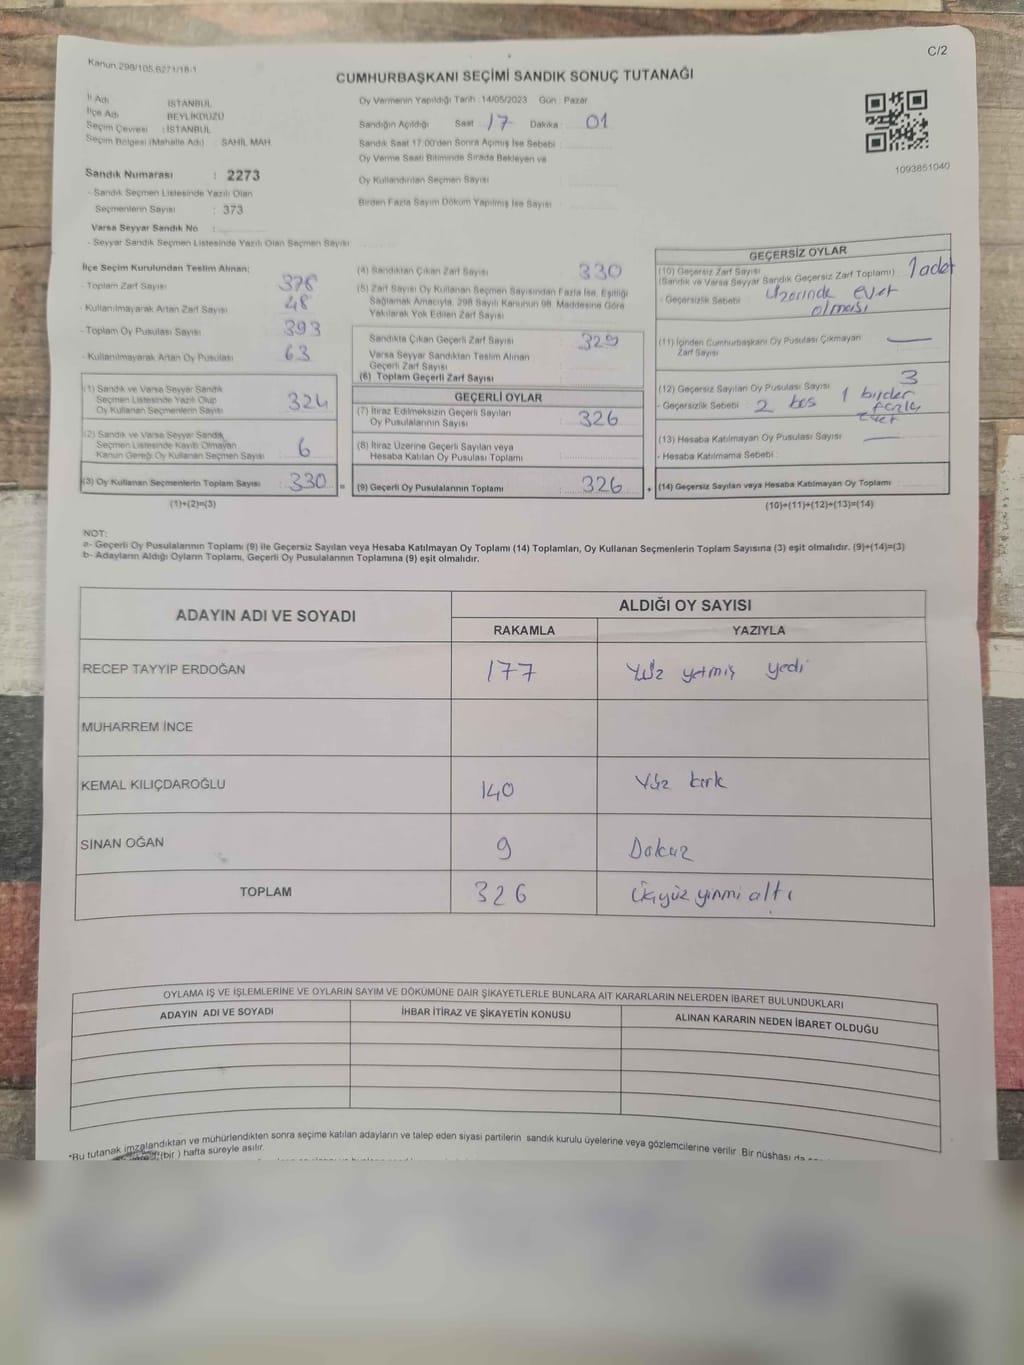 C/2
Kanun.298/105,6271/18-1
CUMHURBAŞKANI SEÇİMİ SANDIK SONUÇ TUTANAĞI
İl Adı İSTANBUL
İlçe Adı BEYLİKDÜZÜ
Seçim Çevresi : İSTANBUL
Seçim Bölgesi (Mahalle Adı) SAHİL MAH
Sandık Numarası : 2273
- Sandık Seçmen Listesinde Yazılı Olan
Seçmenlerin Sayısı : 373
Varsa Seyyar Sandık No :
- Seyyar Sandık Seçmen Listesinde Yazılı Olan Seçmen Sayısı
Oy Vermenin Yapıldığı Tarih :14/05/2023 Gün : Pazar
Sandığın Açıldığı Saat : 17 Dakika : 01
Sandık Saat 17:00'den Sonra Açımış İse Sebebi :
Oy Verme Saati Bitiminde Sırada Bekleyen ve
Oy Kullandırılan Seçmen Sayısı
Birden Fazla Sayım Döküm Yapılmış İse Sayısı :
1093851040
İlçe Seçim Kurulundan Teslim Alınan;
- Toplam Zarf Sayısı 378
- Kullanılmayarak Artan Zarf Sayısı 48
- Toplam Oy Pusulası Sayısı 393
- Kullanılmayarak Artan Oy Pusulası 63
(1) Sandık ve Varsa Seyyar Sandık
Seçmen Listesinde Yazılı Olup
Oy Kullanan Seçmenlerin Sayısı 324
(2) Sandık ve Varsa Seyyar Sandık
Seçmen Listesinde Kayıtlı Olmayan
Kanun Gereği Oy Kullanan Seçmen Sayısı 6
(3) Oy Kullanan Seçmenlerin Toplam Sayısı 330 =
(1)+(2)=(3)
(4) Sandıktan Çıkan Zarf Sayısı 330
(5) Zarf Sayısı Oy Kullanan Seçmen Sayısından Fazla İse, Eşitliği
Sağlamak Amacıyla, 298 Sayılı Kanunun 98. Maddesine Göre
Yakılarak Yok Edilen Zarf Sayısı
Sandıkta Çıkan Geçerli Zarf Sayısı 329
Varsa Seyyar Sandıktan Teslim Alınan
Geçerli Zarf Sayısı
(6) Toplam Geçerli Zarf Sayısı
GEÇERLİ OYLAR
(7) İtiraz Edilmeksizin Geçerli Sayılan
Oy Pusulalarının Sayısı 326
(8) İtiraz Üzerine Geçerli Sayılan veya
Hesaba Katılan Oy Pusulası Toplamı
(9) Geçerli Oy Pusulalarının Toplamı 326 +
GEÇERSİZ OYLAR
(10) Geçersiz Zarf Sayısı 1 adet
(Sandık ve Varsa Seyyar Sandık Geçersiz Zarf Toplamı)
- Geçersizlik Sebebi : Üzerinde evet
olması
(11) İçinden Cumhurbaşkanı Oy Pusulası Çıkmayan —
Zarf Sayısı
(12) Geçersiz Sayılan Oy Pusulası Sayısı 3
- Geçersizlik Sebebi : 2 boş 1 birden
fazla
evet
(13) Hesaba Katılmayan Oy Pusulası Sayısı —
- Hesaba Katılmama Sebebi :
(14) Geçersiz Sayılan veya Hesaba Katılmayan Oy Toplamı
(10)+(11)+(12)+(13)=(14)
NOT:
a- Geçerli Oy Pusulalarının Toplamı (9) ile Geçersiz Sayılan veya Hesaba Katılmayan Oy Toplamı (14) Toplamları, Oy Kullanan Seçmenlerin Toplam Sayısına (3) eşit olmalıdır. (9)+(14)=(3)
b- Adayların Aldığı Oyların Toplamı, Geçerli Oy Pusulalarının Toplamına (9) eşit olmalıdır.
ADAYIN ADI VE SOYADI ALDIĞI OY SAYISI
RAKAMLA YAZIYLA
RECEP TAYYİP ERDOĞAN 177 Yüz yetmiş yedi
MUHARREM İNCE
KEMAL KILIÇDAROĞLU 140 Yüz kırk
SİNAN OĞAN 9 Dokuz
TOPLAM 326 Üçyüz yirmi altı
OYLAMA İŞ VE İŞLEMLERİNE VE OYLARIN SAYIM VE DÖKÜMÜNE DAİR ŞİKAYETLERLE BUNLARA AİT KARARLARIN NELERDEN İBARET BULUNDUKLARI
ADAYIN ADI VE SOYADI İHBAR İTİRAZ VE ŞİKAYETİN KONUSU ALINAN KARARIN NEDEN İBARET OLDUĞU
*Bu tutanak imzalandıktan ve mühürlendikten sonra seçime katılan adayların ve talep eden siyasi partilerin sandık kurulu üyelerine veya gözlemcilerine verilir. Bir nüshası da
(bir ) hafta süreyle asılır.